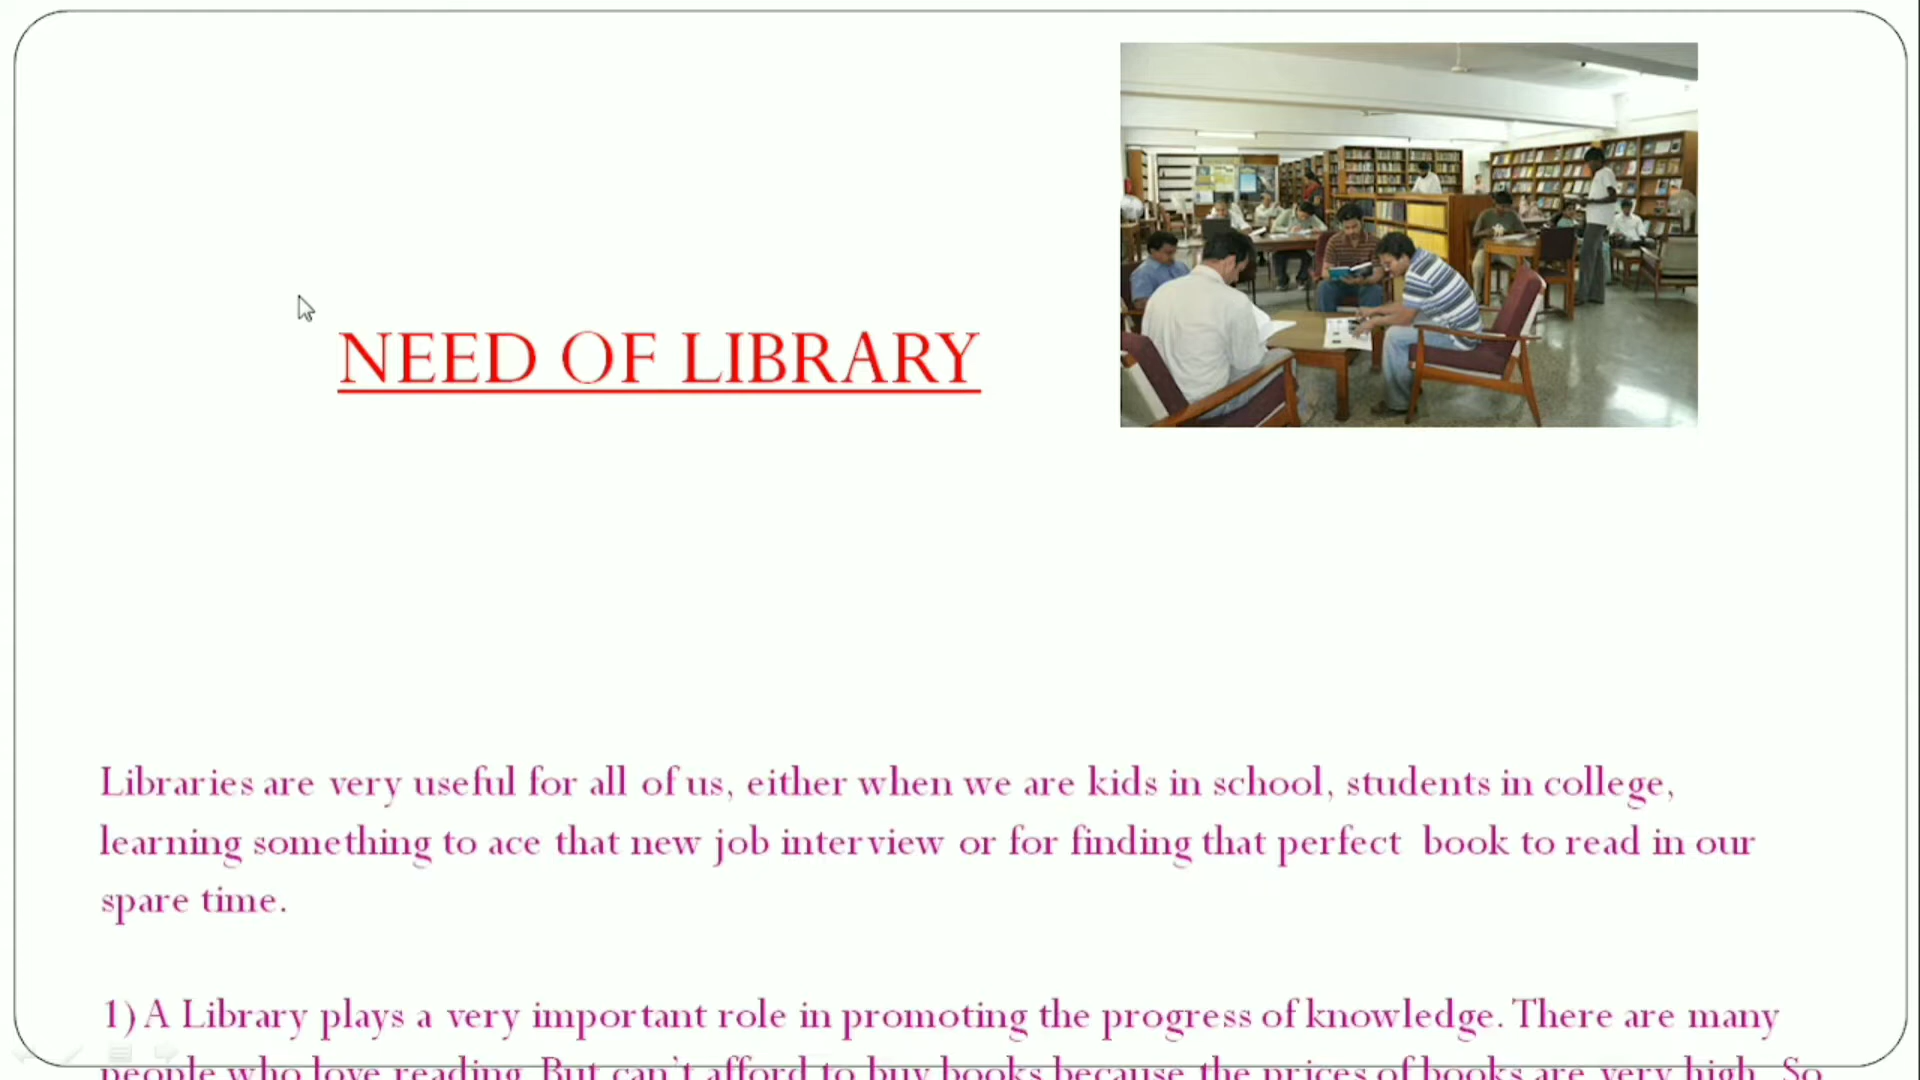 NEED OF LIBRARY
Libraries are very useful for all of us, either when we are kids in school, students in college,
learning something to ace that new job interview or for finding that perfect book to read in our
spare time.
1) A Library plays a very important role in promoting the progress of knowledge. There are many
people who love reading. But can't afford to buy books because the prices of books are very high. So